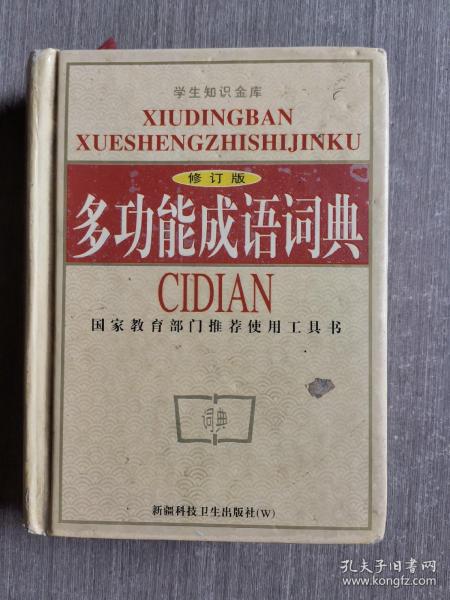 学生知识金库
XIUDINGBAN
XUESHENGZHISHIJINKU
修订版
多功能成语词典
CIDIAN
国家教育部门推荐使用工具书
词典
新疆科技卫生出版社(W)
孔夫子旧书网
www.kongfz.com